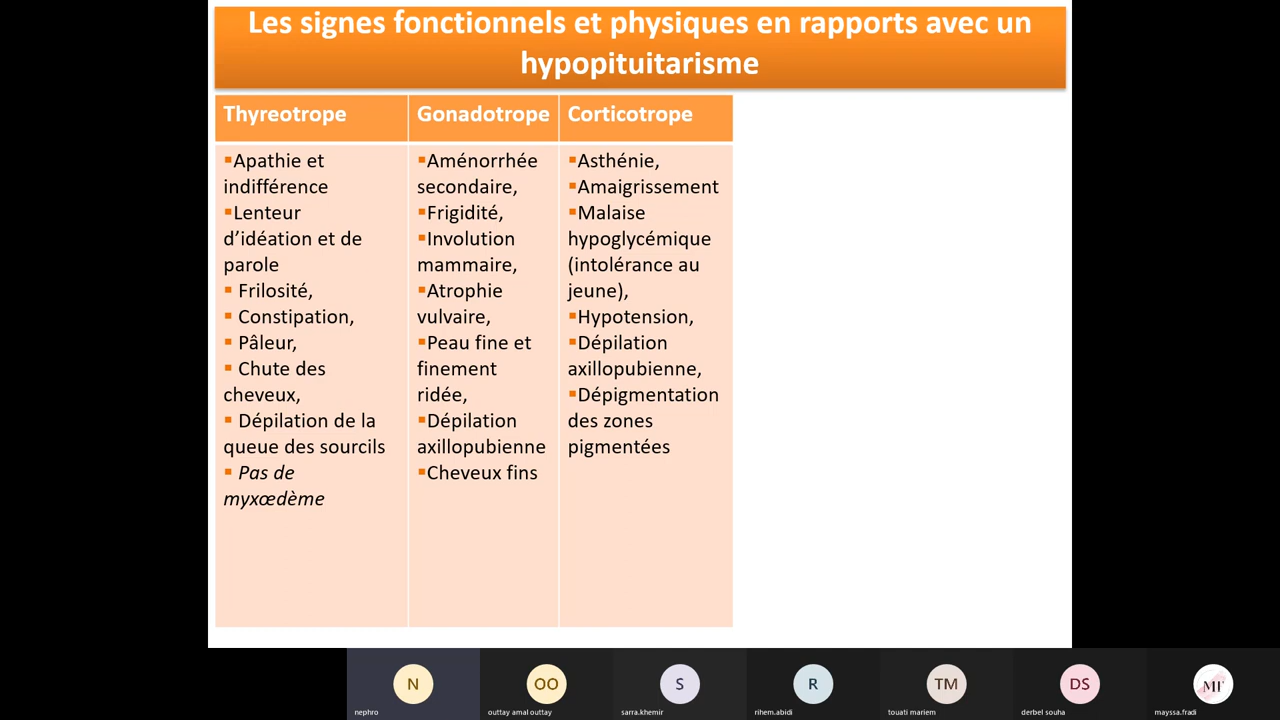 Les signes fonctionnels et physiques en rapports avec un
hypopituitarisme
Thyreotrope
▪Apathie et
indifférence
▪Lenteur
d’idéation et de
parole
▪ Frilosité,
▪ Constipation,
▪ Pâleur,
▪ Chute des
cheveux,
▪ Dépilation de la
queue des sourcils
▪ Pas de
myxœdème
Gonadotrope
▪Aménorrhée
secondaire,
▪Frigidité,
▪Involution
mammaire,
▪Atrophie
vulvaire,
▪Peau fine et
finement
ridée,
▪Dépilation
axillopubienne
▪Cheveux fins
Corticotrope
▪Asthénie,
▪Amaigrissement
▪Malaise
hypoglycémique
(intolérance au
jeune),
▪Hypotension,
▪Dépilation
axillopubienne,
▪Dépigmentation
des zones
pigmentées
N
nephro
OO
outtay amal outtay
S
sarra.khemir
R
rihem.abidi
TM
touati mariem
DS
derbel souha
MF
mayssa.fradi